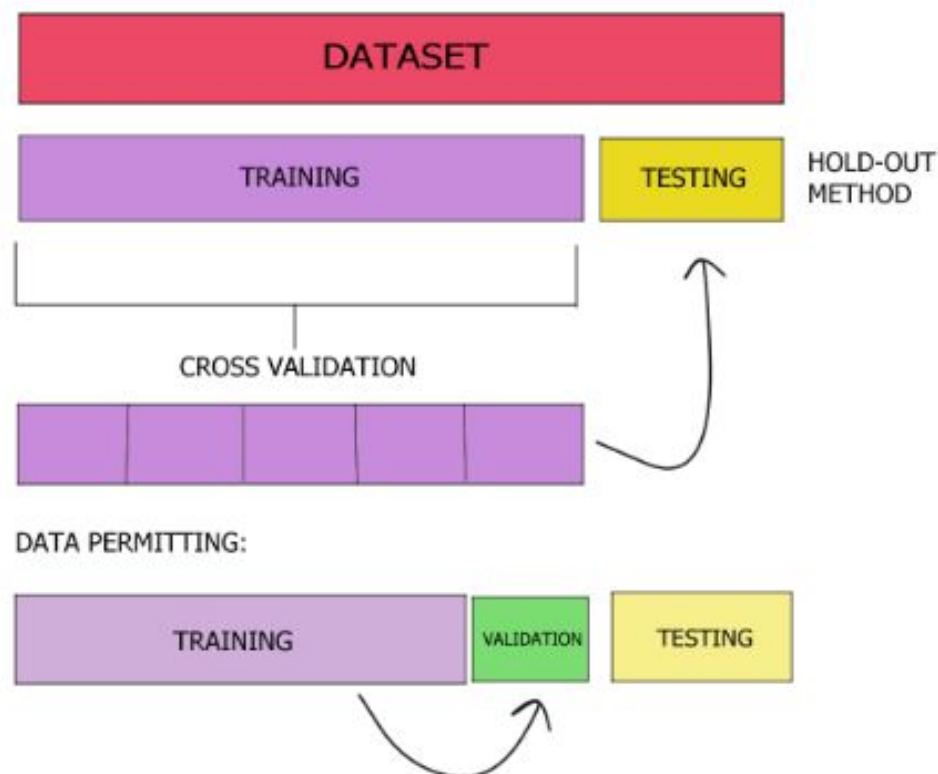 DATASET
TRAINING
TESTING
HOLD-OUT
METHOD
CROSS VALIDATION
DATA PERMITTING:
TRAINING
VALIDATION
TESTING